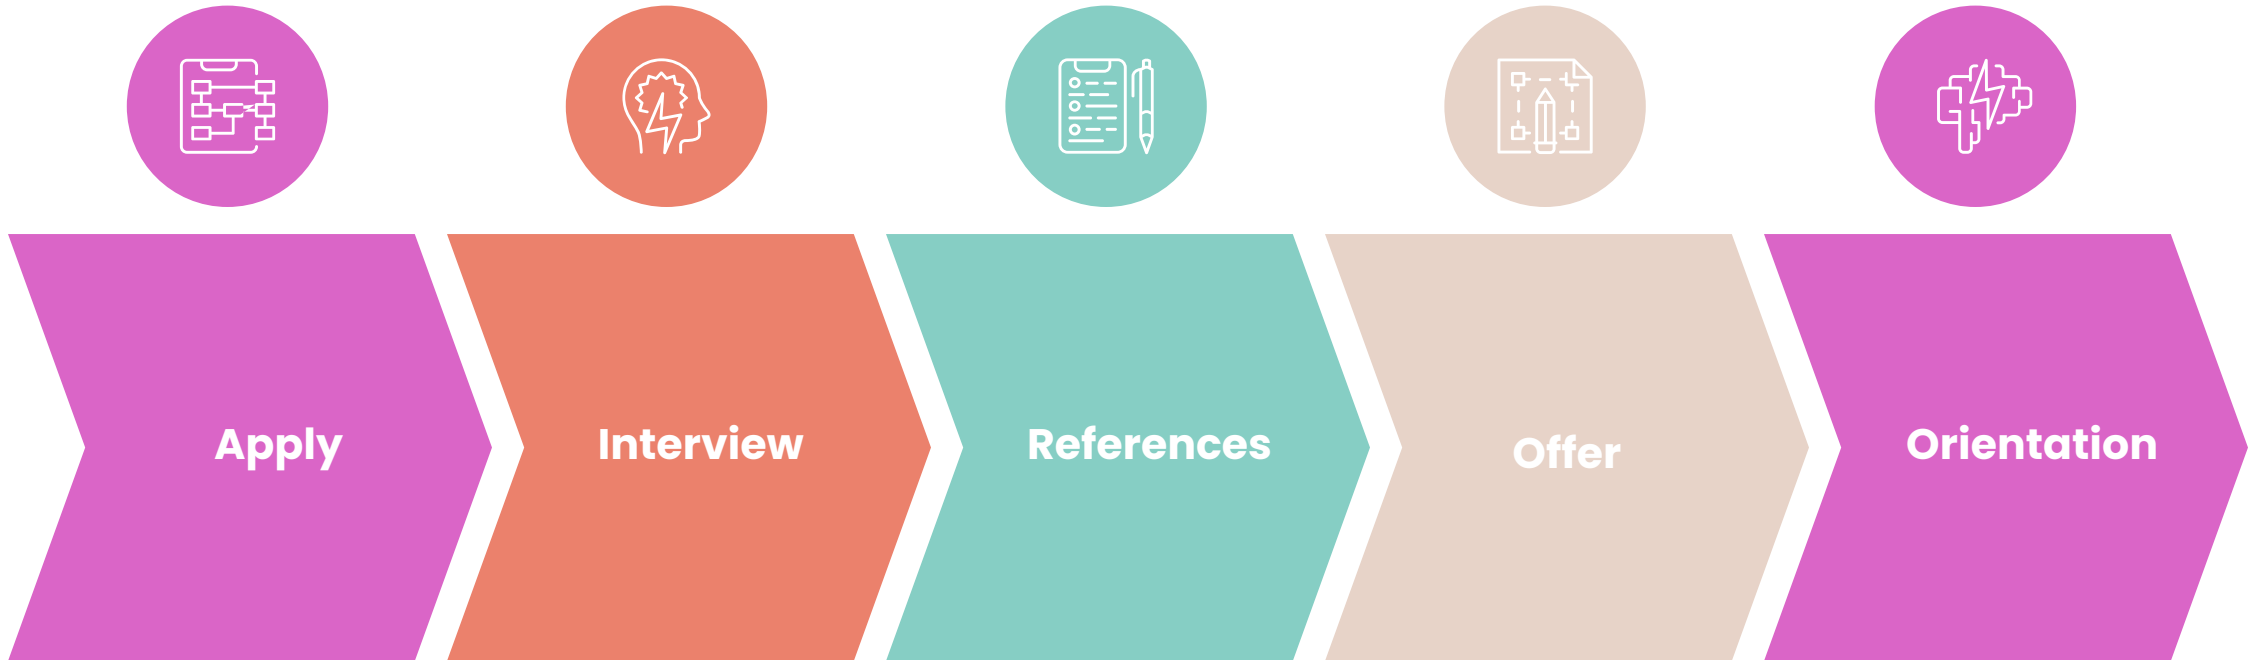 Apply
Interview
References
Offer
Orientation